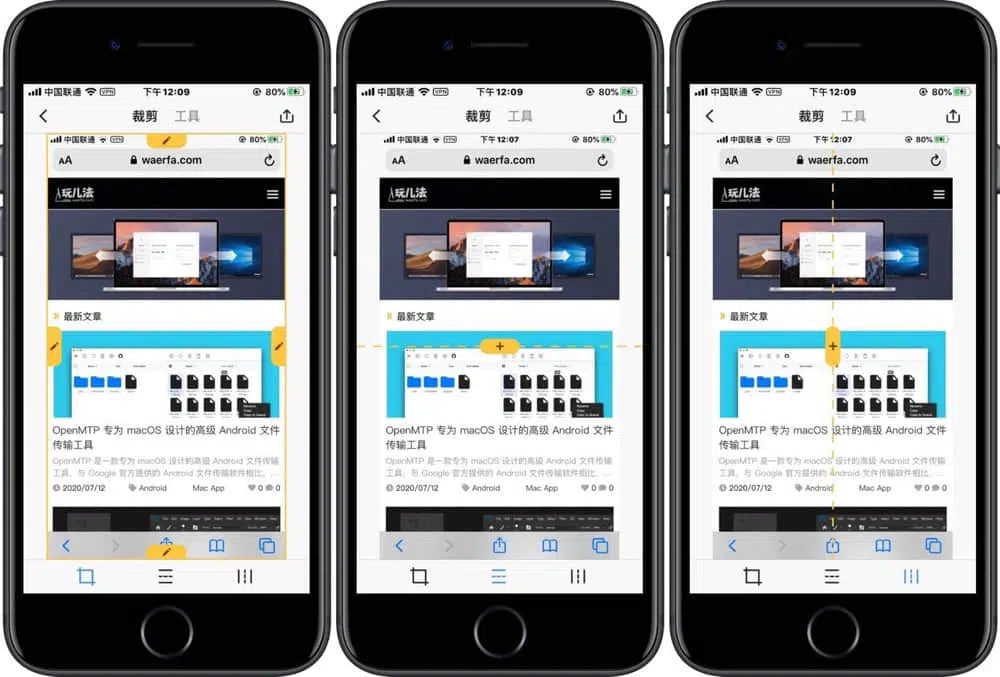 中国联通 VPN 下午12:09 80%
裁剪 工具
中国联通 VPN 80%
AA waerfa.com
玩儿法
waerfa.com
最新文章
OpenMTP 专为 macOS 设计的高级 Android 文件
传输工具
OpenMTP 是一款专为 macOS 设计的高级 Android 文件传输
工具，与 Google 官方提供的 Android 文件传输软件相比，...
2020/07/12 Android Mac App 0 0
中国联通 VPN 下午12:09 80%
裁剪 工具
中国联通 VPN 下午12:07 80%
AA waerfa.com
玩儿法
waerfa.com
最新文章
OpenMTP 专为 macOS 设计的高级 Android 文件
传输工具
OpenMTP 是一款专为 macOS 设计的高级 Android 文件传输
工具，与 Google 官方提供的 Android 文件传输软件相比，...
2020/07/12 Android Mac App 0 0
中国联通 VPN 下午12:09 80%
裁剪 工具
中国联通 VPN 下午12:07 80%
AA waerfa.com
玩儿法
waerfa.com
最新文章
OpenMTP 专为 macOS 设计的高级 Android 文件
传输工具
OpenMTP 是一款专为 macOS 设计的高级 Android 文件传输
工具，与 Google 官方提供的 Android 文件传输软件相比，...
2020/07/12 Android Mac App 0 0